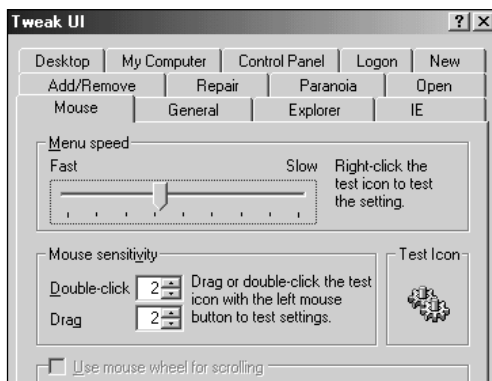 Tweak UI
Desktop My Computer Control Panel Logon New
Add/Remove Repair Paranoia Open
Mouse General Explorer IE
Menu speed
Fast Slow
Right-click the
test icon to test
the setting.
Mouse sensitivity
Double-click 2
Drag 2
Drag or double-click the test
icon with the left mouse
button to test settings.
Test Icon
Use mouse wheel for scrolling